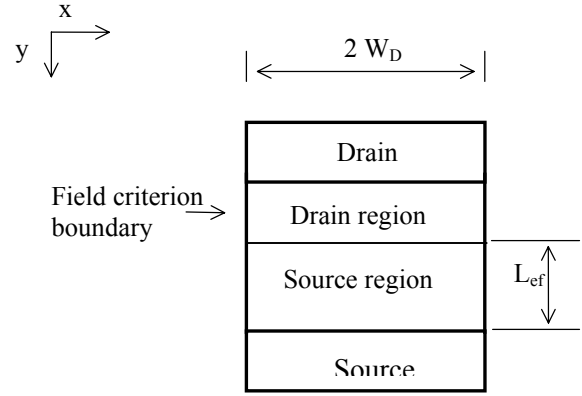 x
y
2 W_D
Drain
Field criterion
boundary
Drain region
Source region
L_ef
Source